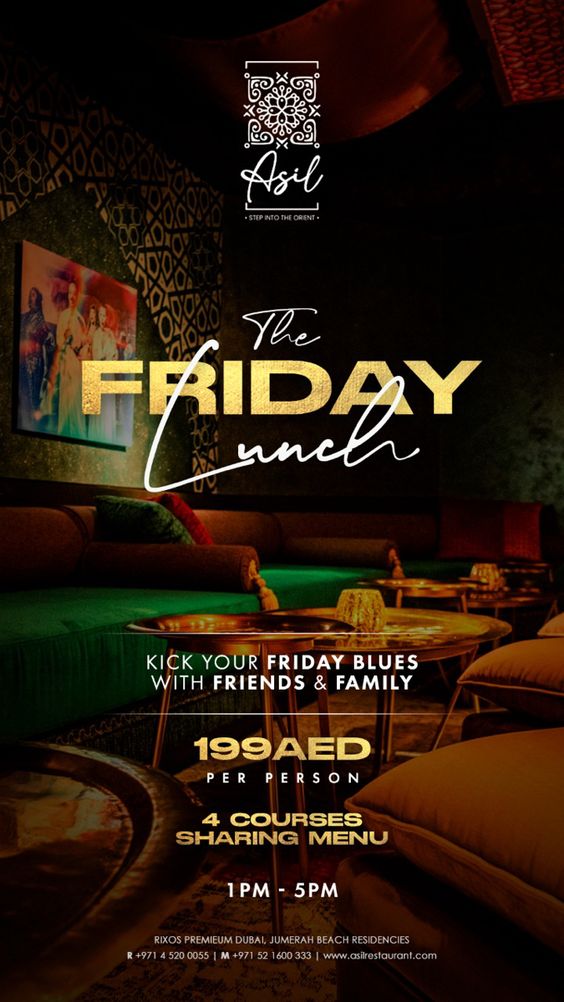 Asil
• STEP INTO THE ORIENT •
The
FRIDAY
Lunch
KICK YOUR FRIDAY BLUES
WITH FRIENDS & FAMILY
199AED
PER PERSON
4 COURSES
SHARING MENU
1PM - 5PM
RIXOS PREMIEUM DUBAI, JUMERAH BEACH RESIDENCIES
R +971 4 520 0055 | M +971 52 1600 333 | www.asilrestaurant.com